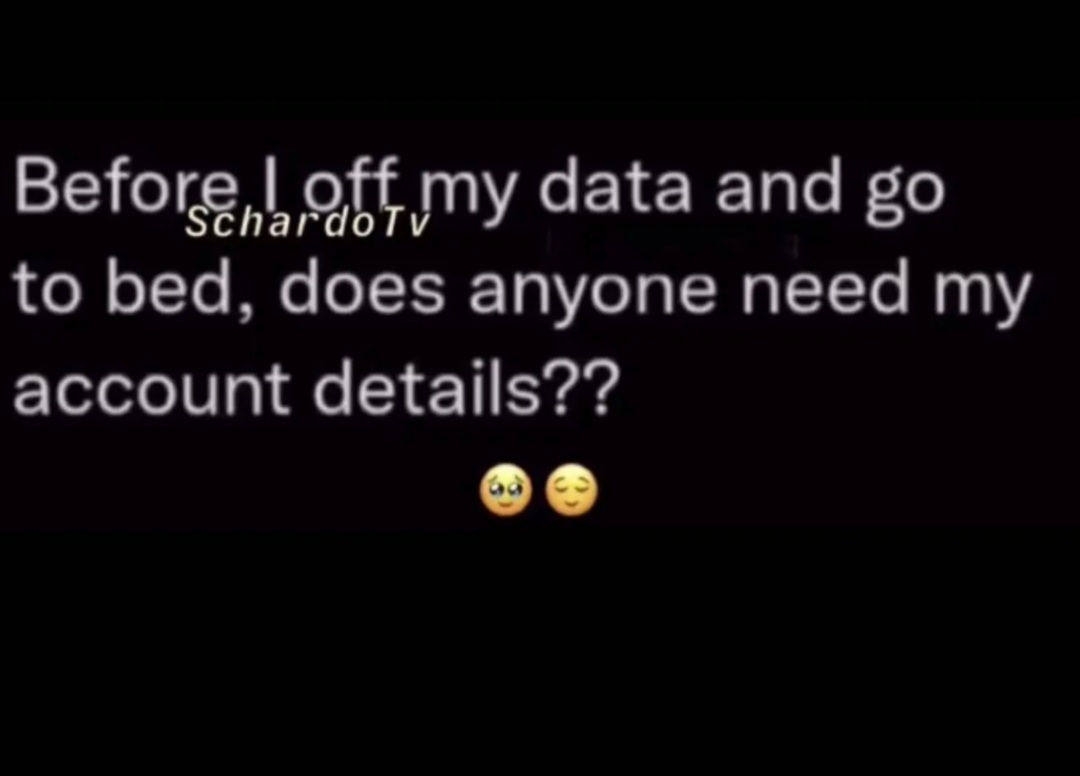 Before I off my data and go
SchardoTv
to bed, does anyone need my
account details??
🥹😌